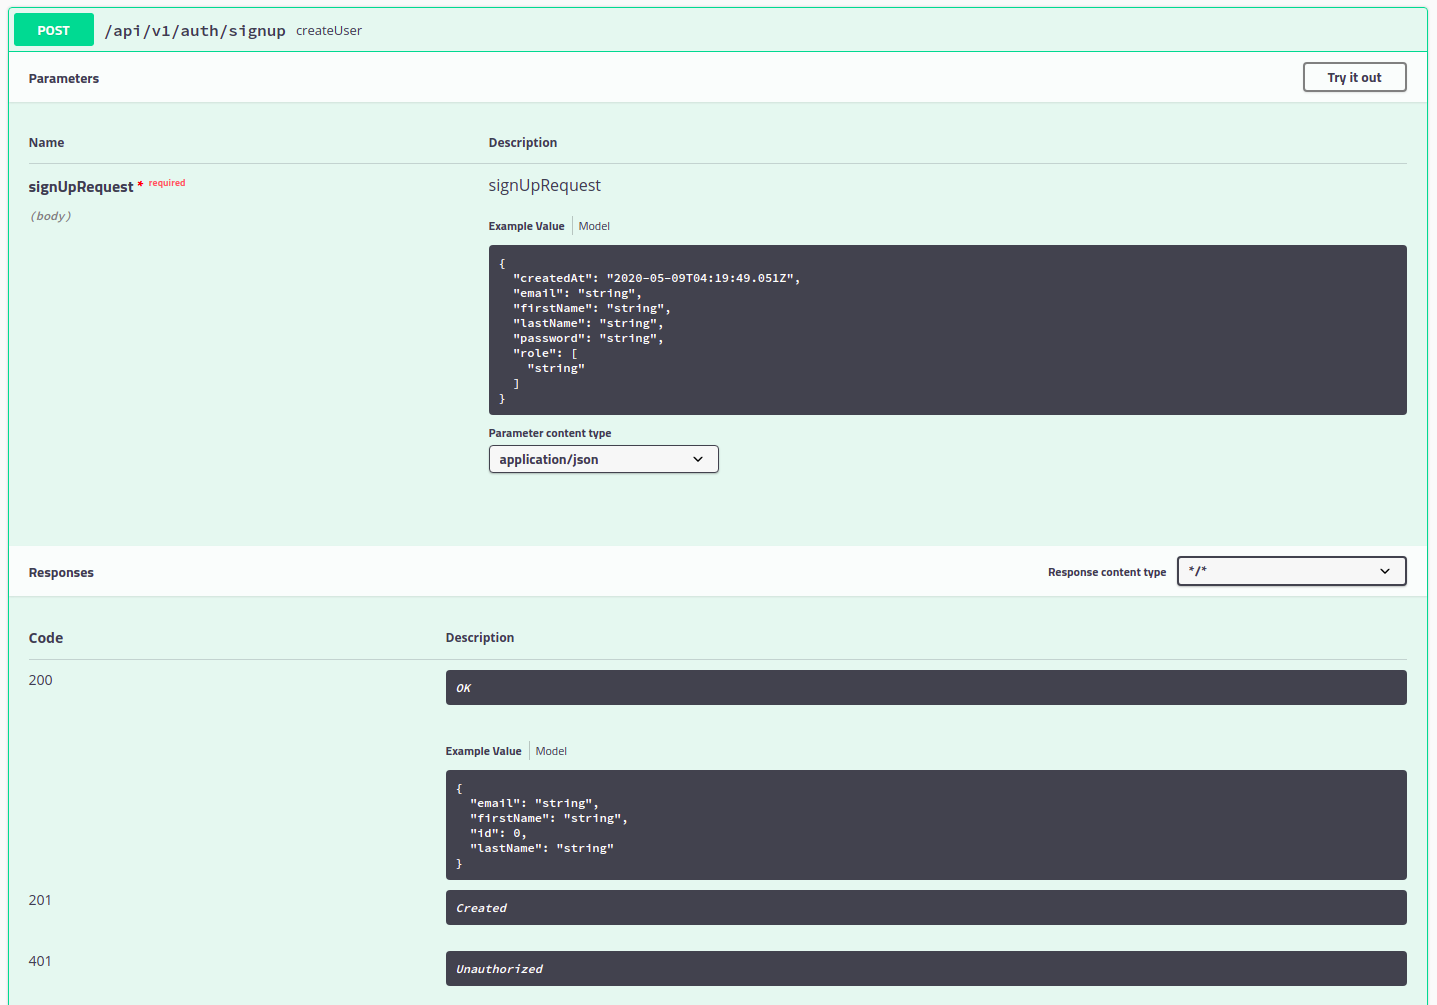 POST /api/v1/auth/signup createUser
Parameters
Try it out
Name Description
signUpRequest * required
(body)
signUpRequest
Example Value Model
{
  "createdAt": "2020-05-09T04:19:49.051Z",
  "email": "string",
  "firstName": "string",
  "lastName": "string",
  "password": "string",
  "role": [
    "string"
  ]
}
Parameter content type
application/json
Responses
Response content type */*
Code Description
200
OK
Example Value Model
{
  "email": "string",
  "firstName": "string",
  "id": 0,
  "lastName": "string"
}
201
Created
401
Unauthorized